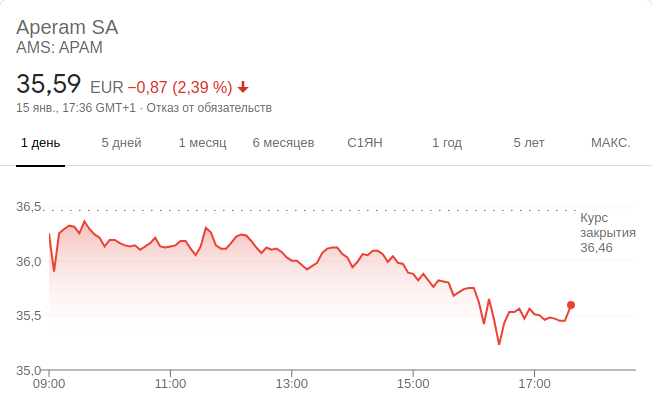 Aperam SA
AMS: APAM
35,59 EUR −0,87 (2,39 %)
15 янв., 17:36 GMT+1 · Отказ от обязательств
1 день 5 дней 1 месяц 6 месяцев С1ЯН 1 год 5 лет МАКС.
36,5
Курс
закрытия
36,46
36,0
35,5
35,0
09:00 11:00 13:00 15:00 17:00